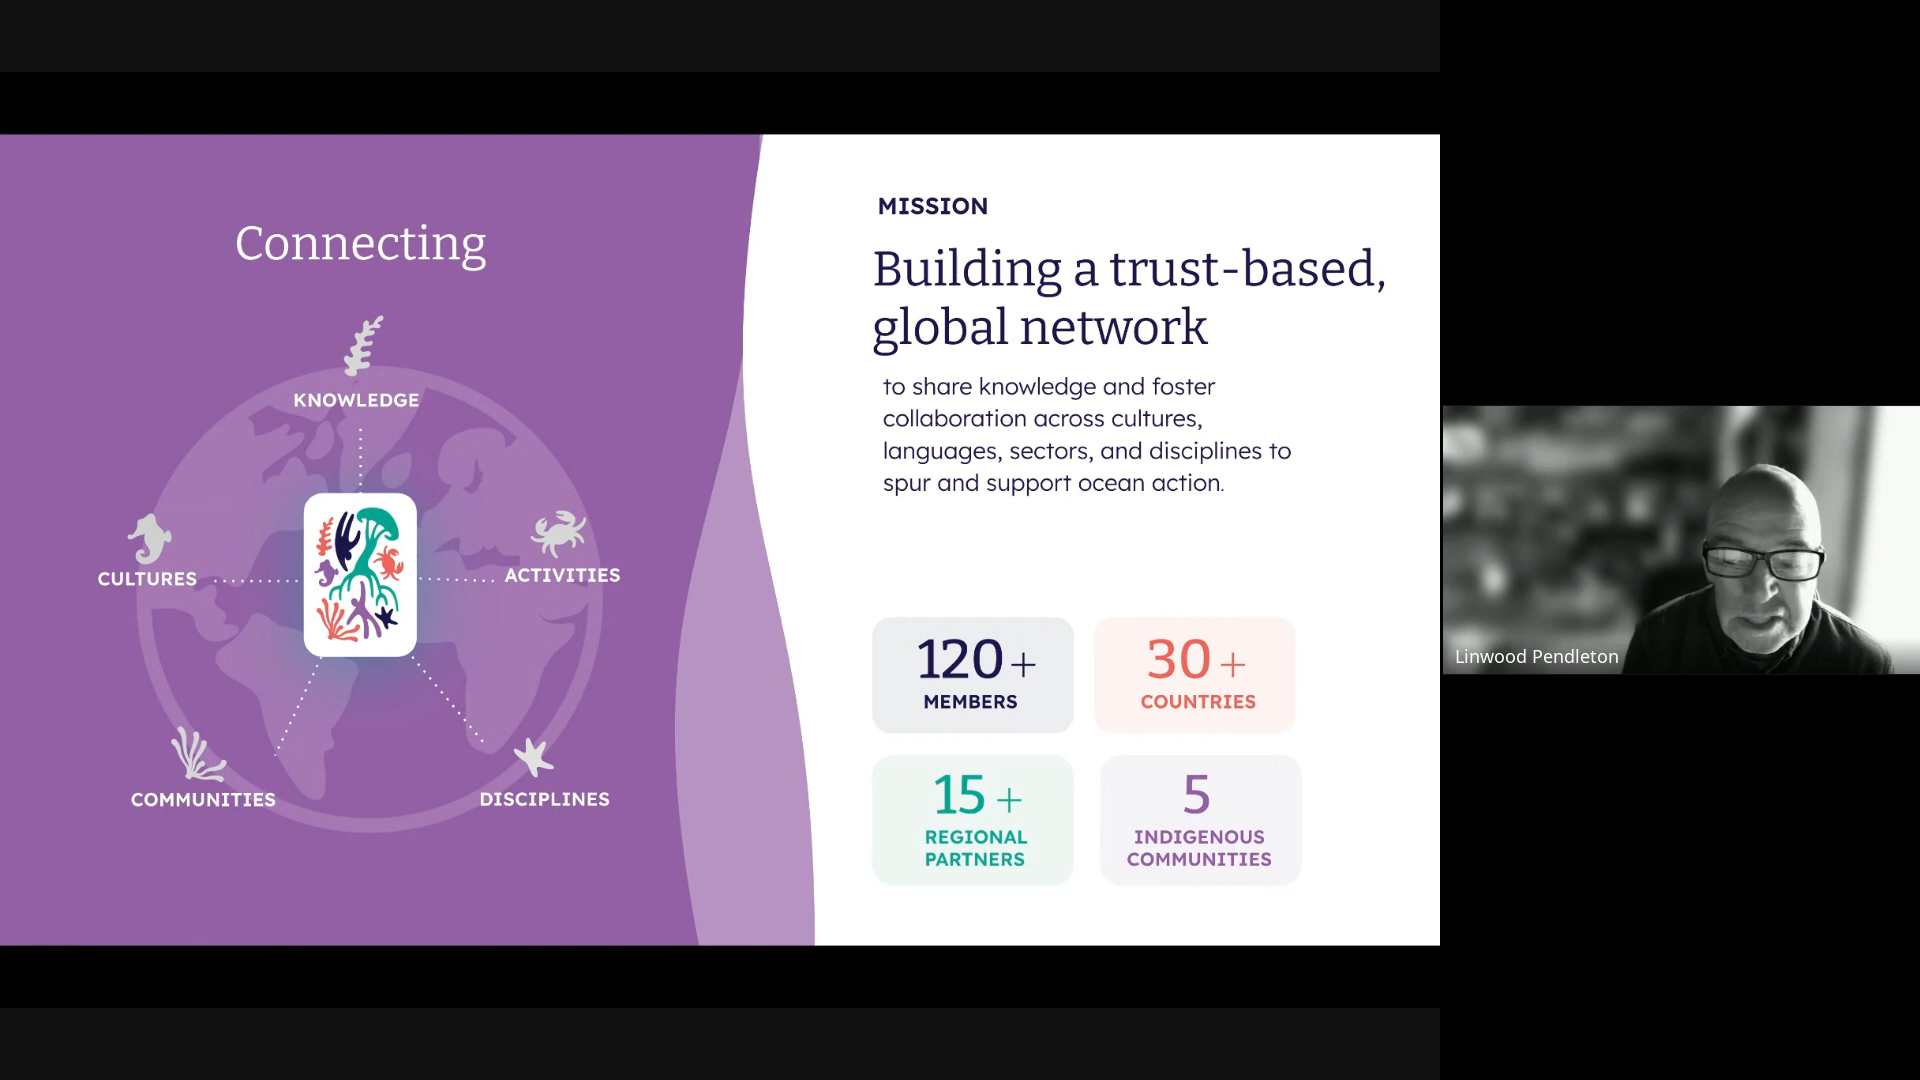 Connecting
KNOWLEDGE
CULTURES
ACTIVITIES
COMMUNITIES
DISCIPLINES
MISSION
Building a trust-based,
global network
to share knowledge and foster
collaboration across cultures,
languages, sectors, and disciplines to
spur and support ocean action.
120+
MEMBERS
30+
COUNTRIES
15+
REGIONAL
PARTNERS
5
INDIGENOUS
COMMUNITIES
Linwood Pendleton